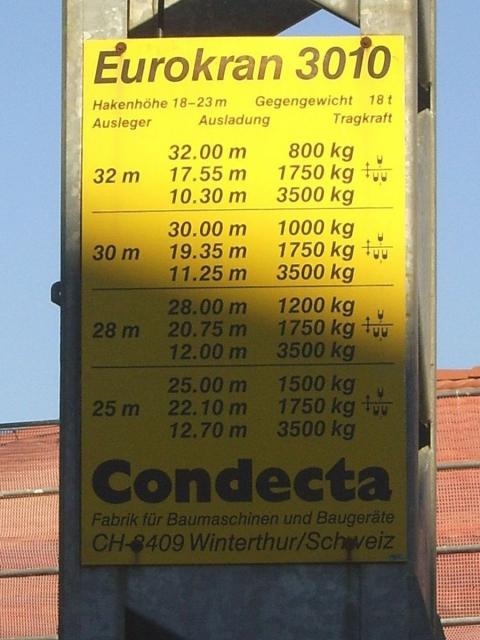 Eurokran 3010
Hakenhöhe 18-23 m Gegengewicht 18 t
Ausleger Ausladung Tragkraft
32.00 m 800 kg
32 m 17.55 m 1750 kg
10.30 m 3500 kg
30.00 m 1000 kg
30 m 19.35 m 1750 kg
11.25 m 3500 kg
28.00 m 1200 kg
28 m 20.75 m 1750 kg
12.00 m 3500 kg
25.00 m 1500 kg
25 m 22.10 m 1750 kg
12.70 m 3500 kg
Condecta
Fabrik für Baumaschinen und Baugeräte
CH-8409 Winterthur/Schweiz